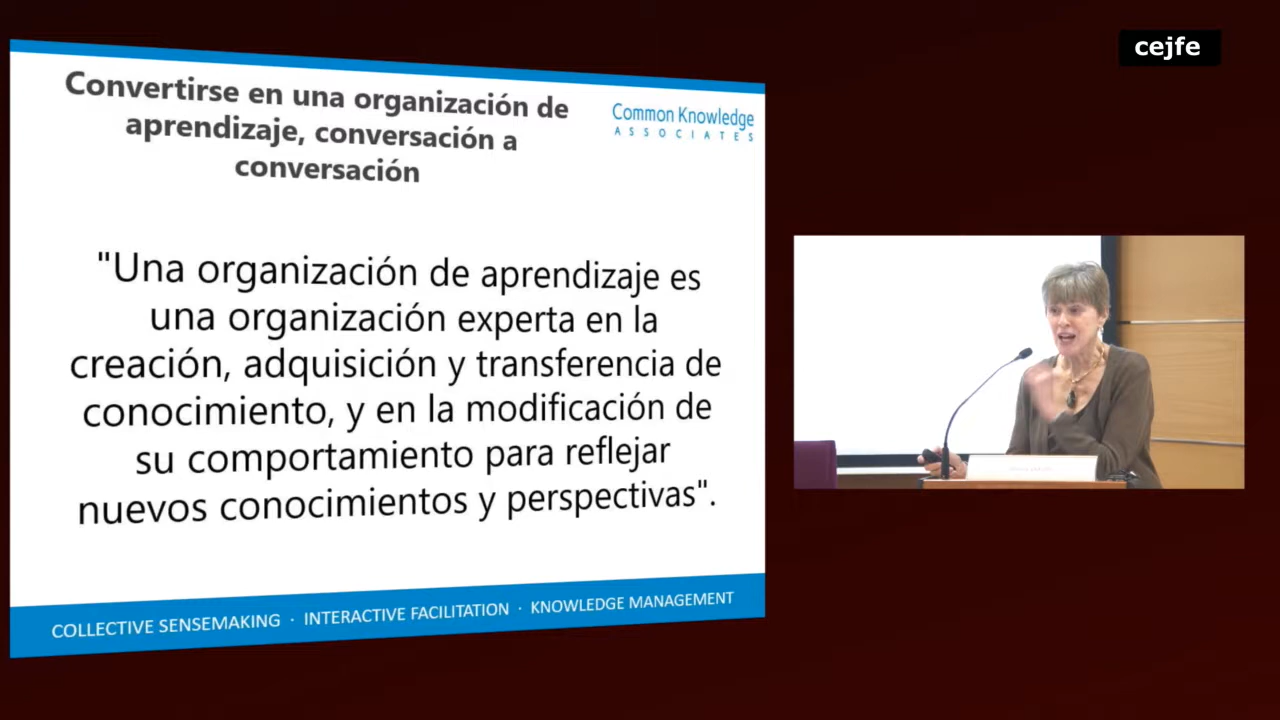 cejfe
Convertirse en una organización de
aprendizaje, conversación a
conversación
Common Knowledge
ASSOCIATES
"Una organización de aprendizaje es
una organización experta en la
creación, adquisición y transferencia de
conocimiento, y en la modificación de
su comportamiento para reflejar
nuevos conocimientos y perspectivas".
COLLECTIVE SENSEMAKING · INTERACTIVE FACILITATION · KNOWLEDGE MANAGEMENT